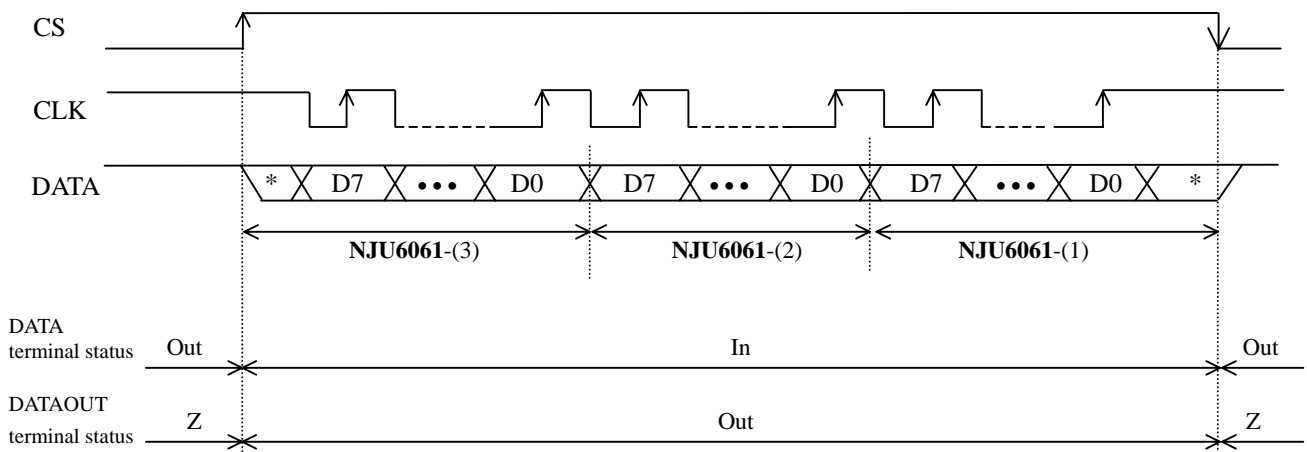 CS
CLK
DATA * D7 ••• D0 D7 ••• D0 D7 ••• D0 *
NJU6061-(3) NJU6061-(2) NJU6061-(1)
DATA
terminal status Out In Out
DATAOUT
terminal status Z Out Z